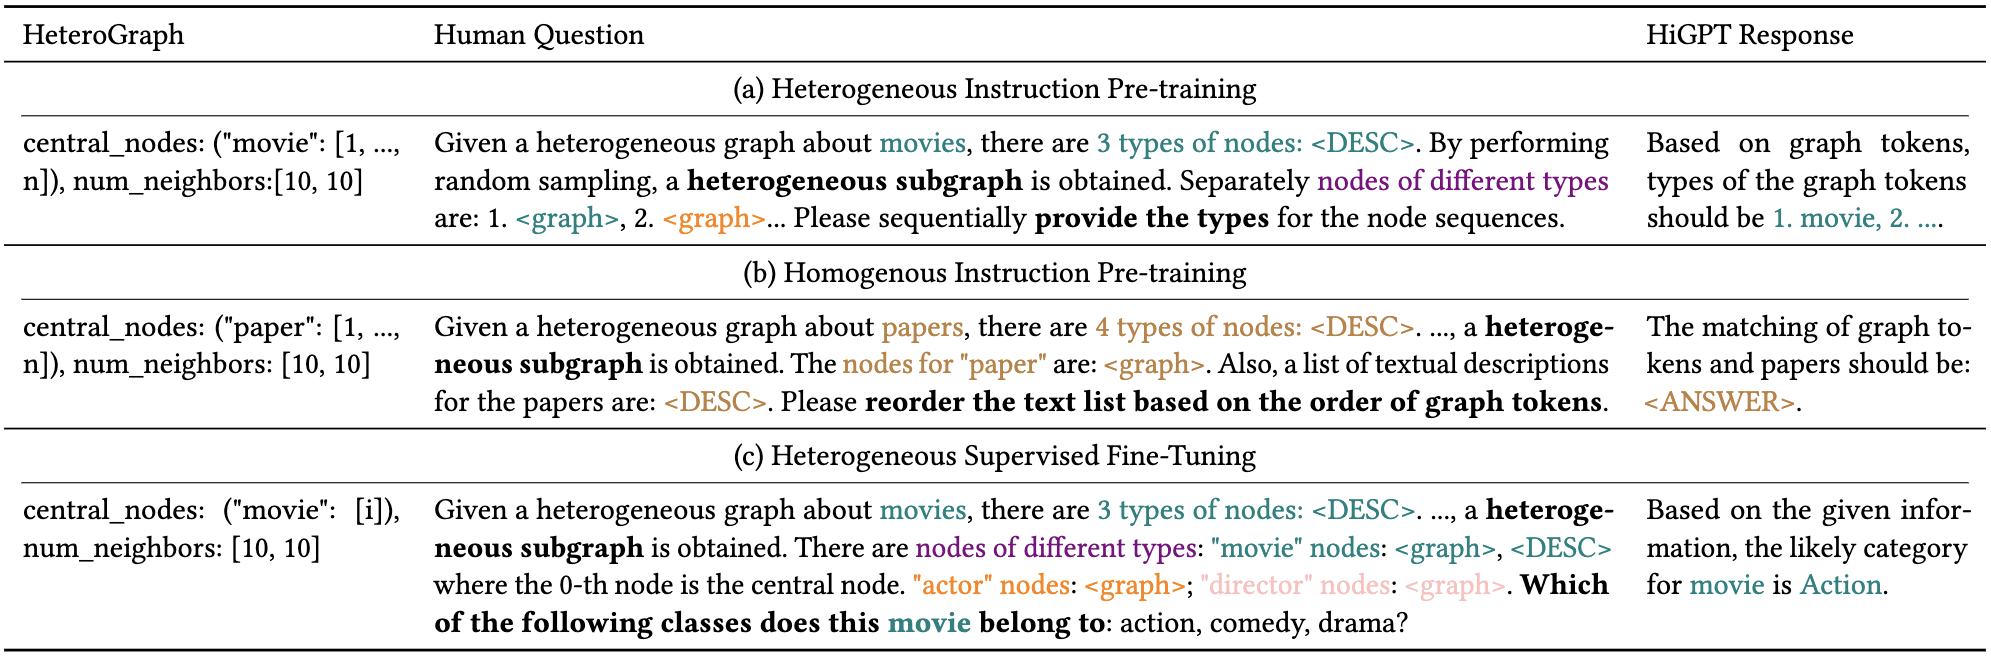 HeteroGraph Human Question HiGPT Response
(a) Heterogeneous Instruction Pre-training
central_nodes: ("movie": [1, ...,
n]), num_neighbors:[10, 10]
Given a heterogeneous graph about movies, there are 3 types of nodes: <DESC>. By performing
random sampling, a heterogeneous subgraph is obtained. Separately nodes of different types
are: 1. <graph>, 2. <graph>... Please sequentially provide the types for the node sequences.
Based on graph tokens,
types of the graph tokens
should be 1. movie, 2. ....
(b) Homogenous Instruction Pre-training
central_nodes: ("paper": [1, ...,
n]), num_neighbors: [10, 10]
Given a heterogeneous graph about papers, there are 4 types of nodes: <DESC>. ..., a heteroge-
neous subgraph is obtained. The nodes for "paper" are: <graph>. Also, a list of textual descriptions
for the papers are: <DESC>. Please reorder the text list based on the order of graph tokens.
The matching of graph to-
kens and papers should be:
<ANSWER>.
(c) Heterogeneous Supervised Fine-Tuning
central_nodes: ("movie": [i]),
num_neighbors: [10, 10]
Given a heterogeneous graph about movies, there are 3 types of nodes: <DESC>. ..., a heteroge-
neous subgraph is obtained. There are nodes of different types: "movie" nodes: <graph>, <DESC>
where the 0-th node is the central node. "actor" nodes: <graph>; "director" nodes: <graph>. Which
of the following classes does this movie belong to: action, comedy, drama?
Based on the given infor-
mation, the likely category
for movie is Action.